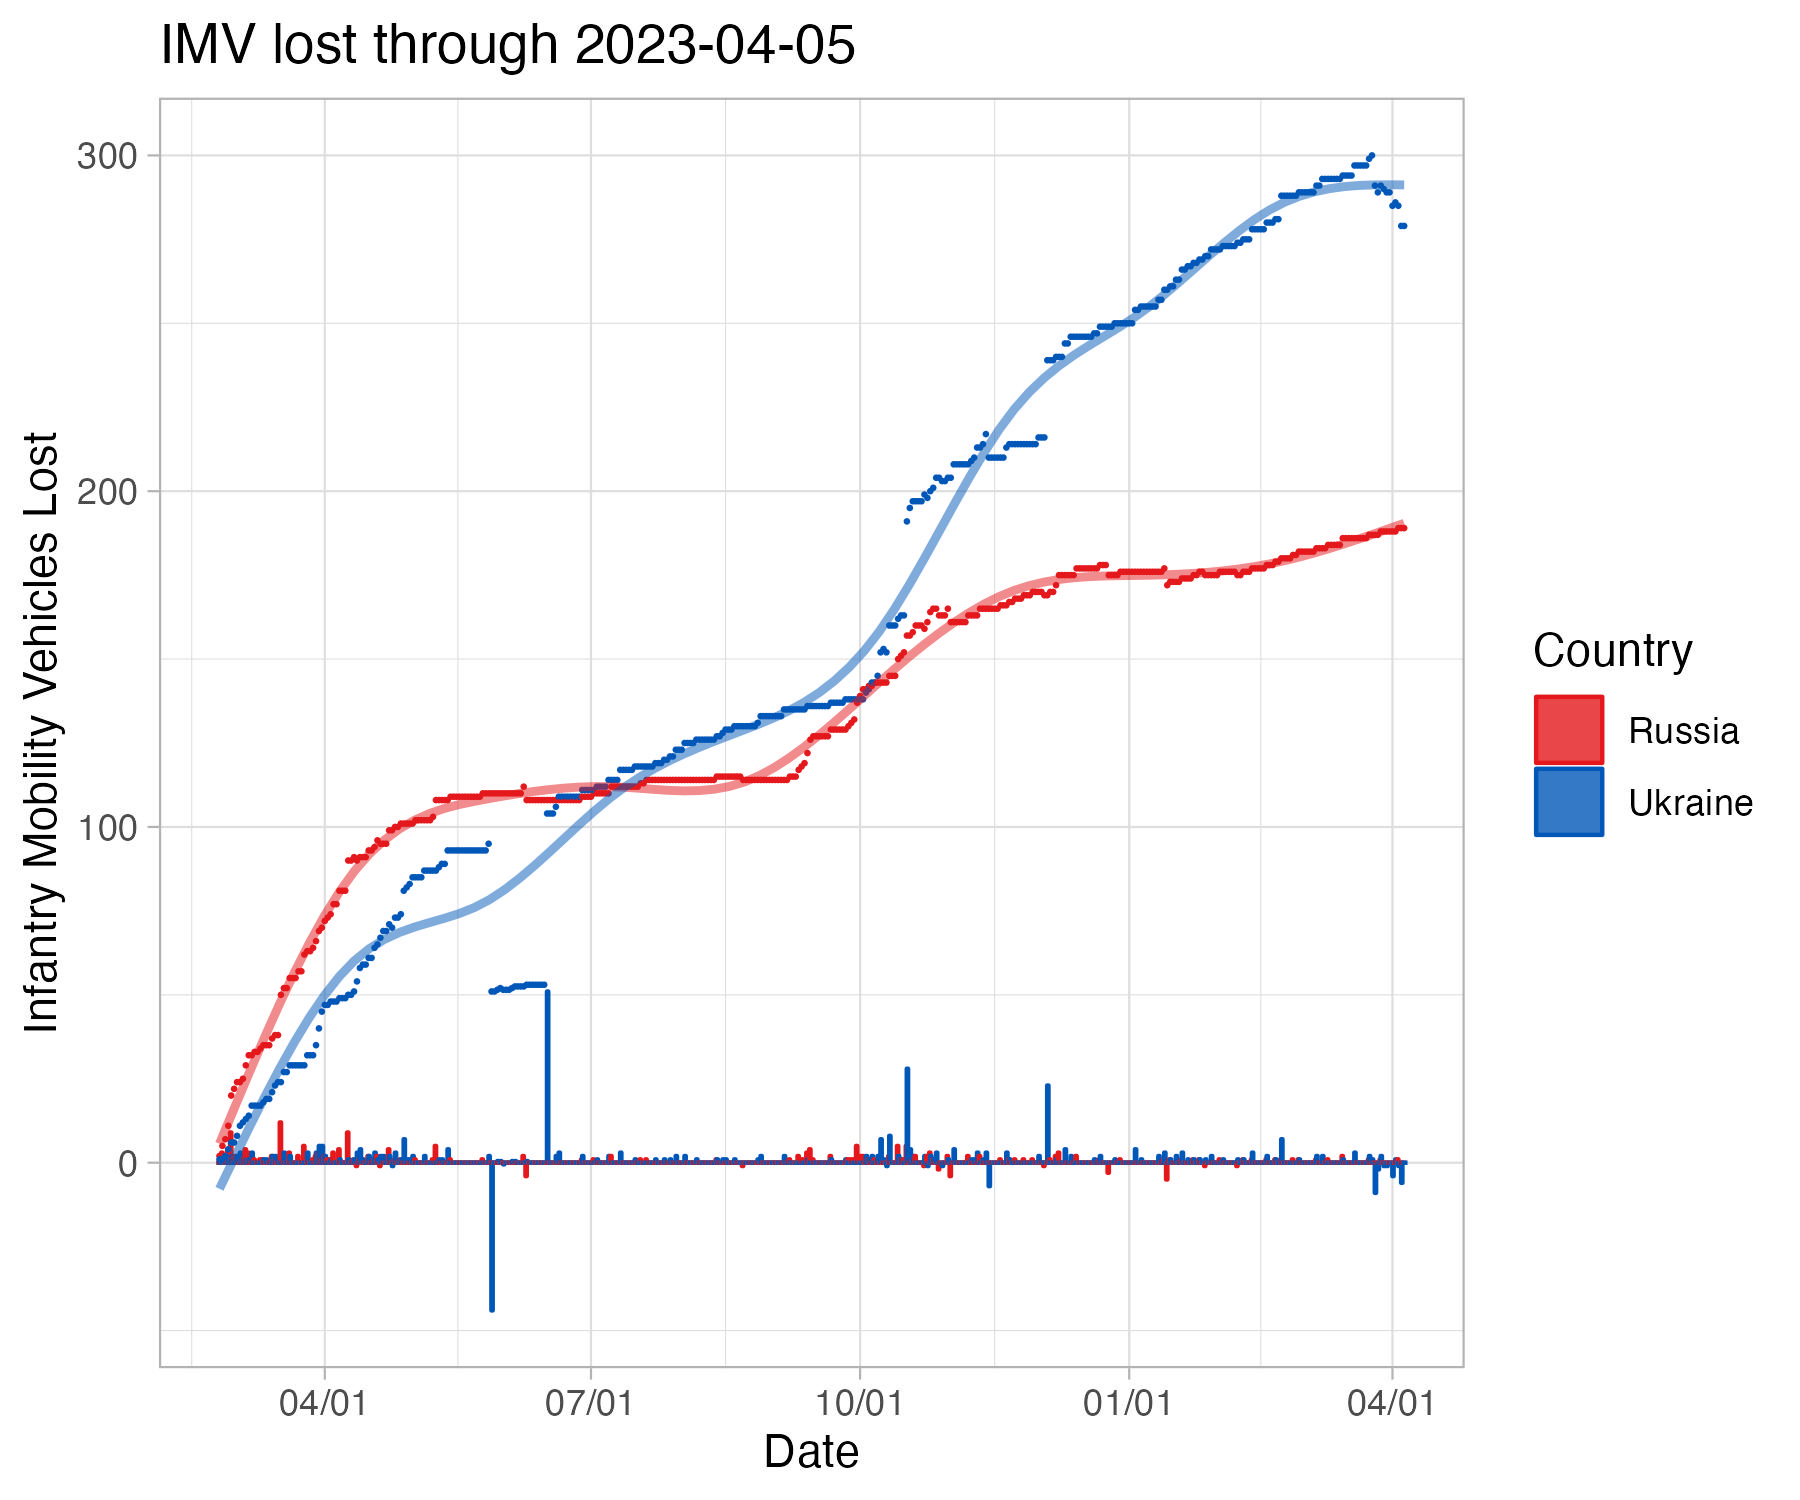 IMV lost through 2023-04-05
Infantry Mobility Vehicles Lost
300
200
100
0
04/01
07/01
10/01
01/01
04/01
Date
Country
Russia
Ukraine